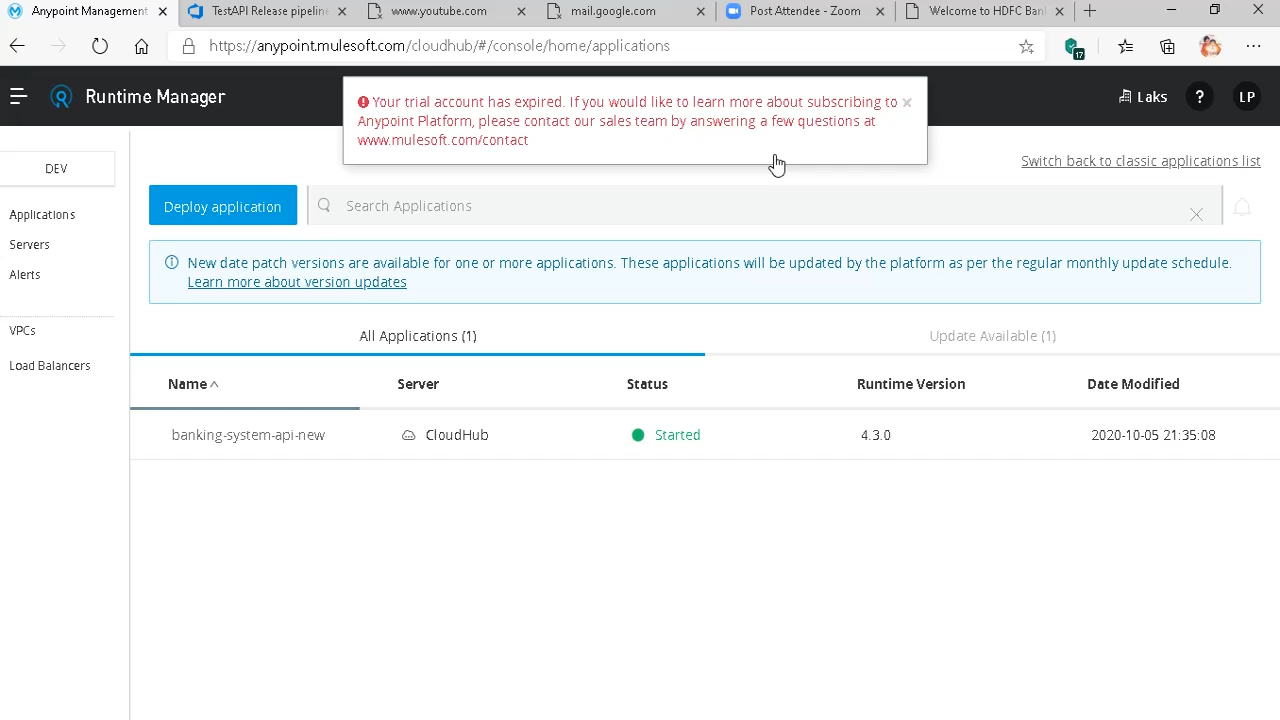 Anypoint Management
TestAPI Release pipeline
www.youtube.com
mail.google.com
Post Attendee - Zoom
Welcome to HDFC Ban
https://anypoint.mulesoft.com/cloudhub/#/console/home/applications
17
Runtime Manager
Laks
?
LP
Your trial account has expired. If you would like to learn more about subscribing to
Anypoint Platform, please contact our sales team by answering a few questions at
www.mulesoft.com/contact
Switch back to classic applications list
DEV
Applications
Servers
Alerts
VPCs
Load Balancers
Deploy application
Search Applications
New date patch versions are available for one or more applications. These applications will be updated by the platform as per the regular monthly update schedule.
Learn more about version updates
All Applications (1)
Update Available (1)
Name
Server
Status
Runtime Version
Date Modified
banking-system-api-new
CloudHub
Started
4.3.0
2020-10-05 21:35:08